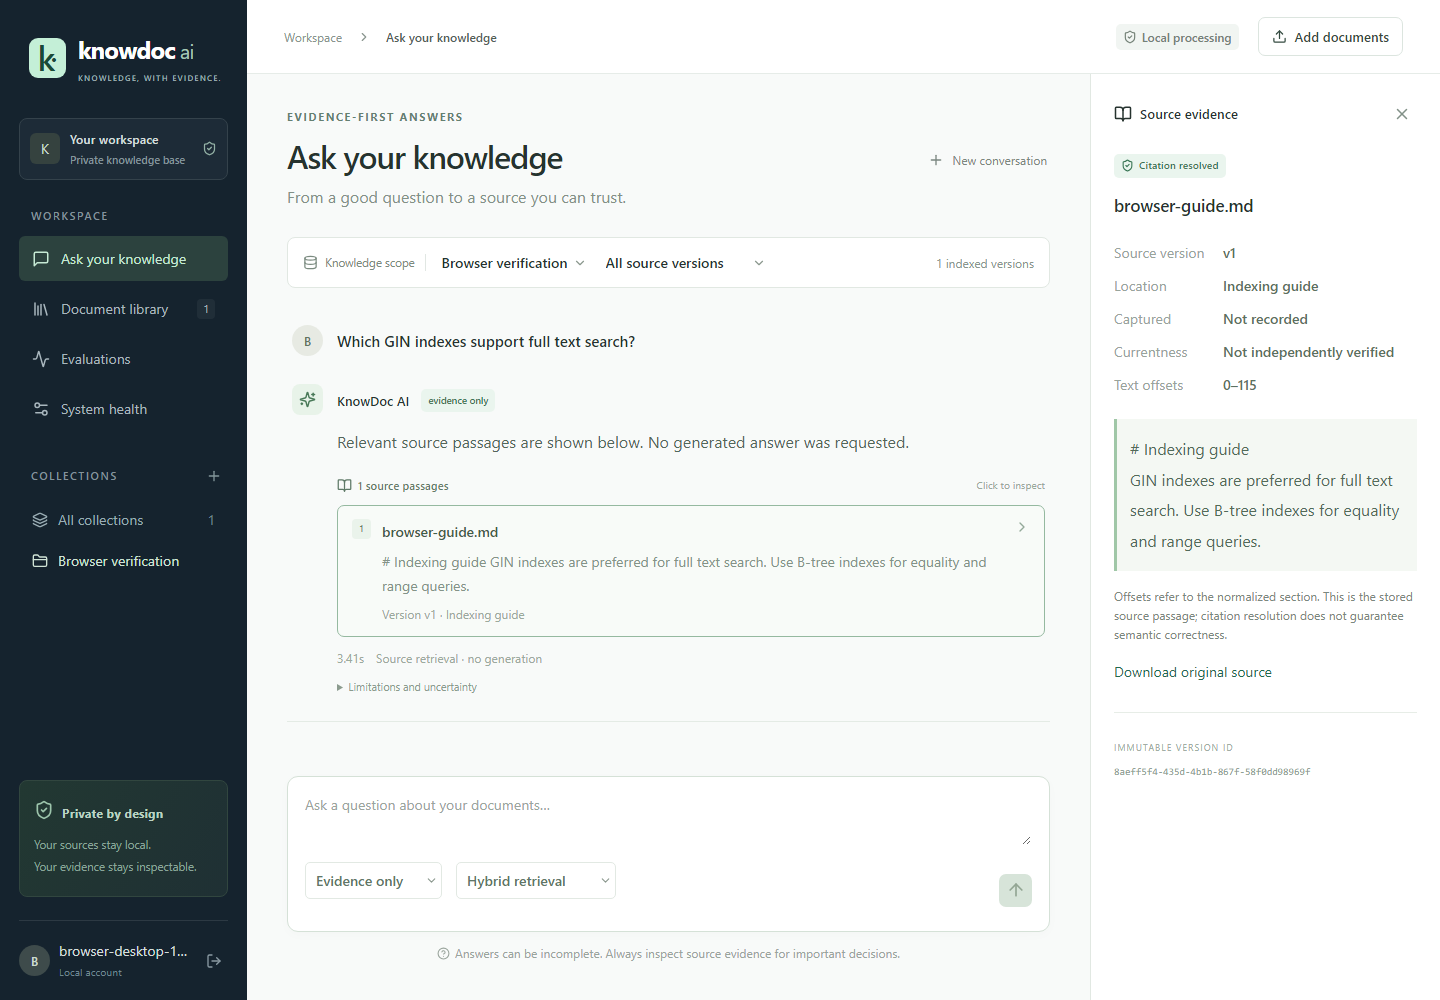 knowdoc ai
KNOWLEDGE, WITH EVIDENCE.
K
Your workspace
Private knowledge base
WORKSPACE
Ask your knowledge
Document library
1
Evaluations
System health
COLLECTIONS
All collections
1
Browser verification
Private by design
Your sources stay local.
Your evidence stays inspectable.
B
browser-desktop-1...
Local account
Workspace
Ask your knowledge
Local processing
Add documents
EVIDENCE-FIRST ANSWERS
Ask your knowledge
New conversation
From a good question to a source you can trust.
Knowledge scope
Browser verification
All source versions
1 indexed versions
B
Which GIN indexes support full text search?
KnowDoc AI
evidence only
Relevant source passages are shown below. No generated answer was requested.
1 source passages
Click to inspect
1
browser-guide.md
# Indexing guide GIN indexes are preferred for full text search. Use B-tree indexes for equality and
range queries.
Version v1 · Indexing guide
3.41s
Source retrieval · no generation
Limitations and uncertainty
Ask a question about your documents...
Evidence only
Hybrid retrieval
Answers can be incomplete. Always inspect source evidence for important decisions.
Source evidence
Citation resolved
browser-guide.md
Source version v1
Location Indexing guide
Captured Not recorded
Currentness Not independently verified
Text offsets 0–115
# Indexing guide
GIN indexes are preferred for full text
search. Use B-tree indexes for equality
and range queries.
Offsets refer to the normalized section. This is the stored
source passage; citation resolution does not guarantee
semantic correctness.
Download original source
IMMUTABLE VERSION ID
8aeff5f4-435d-4b1b-867f-58f0dd98969f